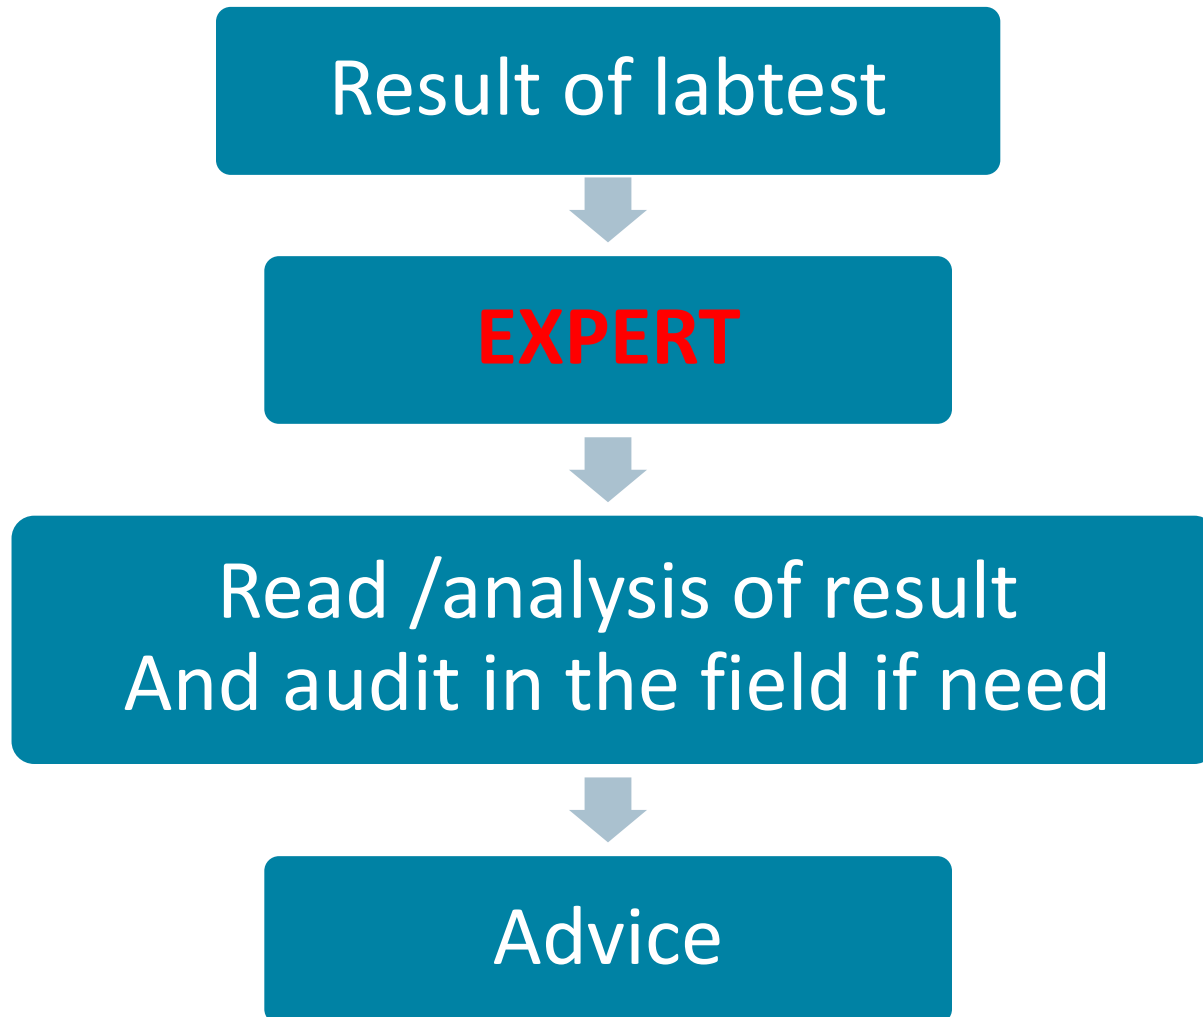 Result of labtest
EXPERT
Read /analysis of result
And audit in the field if need
Advice